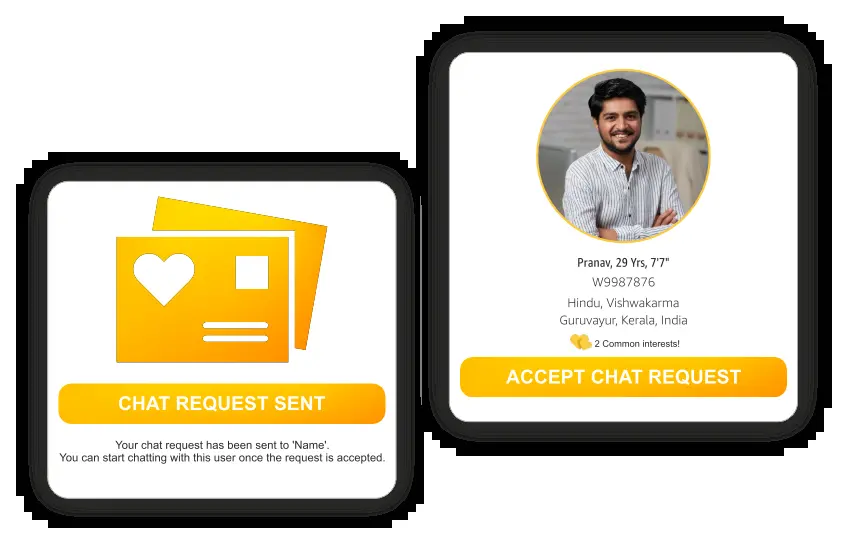 CHAT REQUEST SENT
Your chat request has been sent to 'Name'.
You can start chatting with this user once the request is accepted.
Pranav, 29 Yrs, 7'7"
W9987876
Hindu, Vishwakarma
Guruvayur, Kerala, India
2 Common interests!
ACCEPT CHAT REQUEST